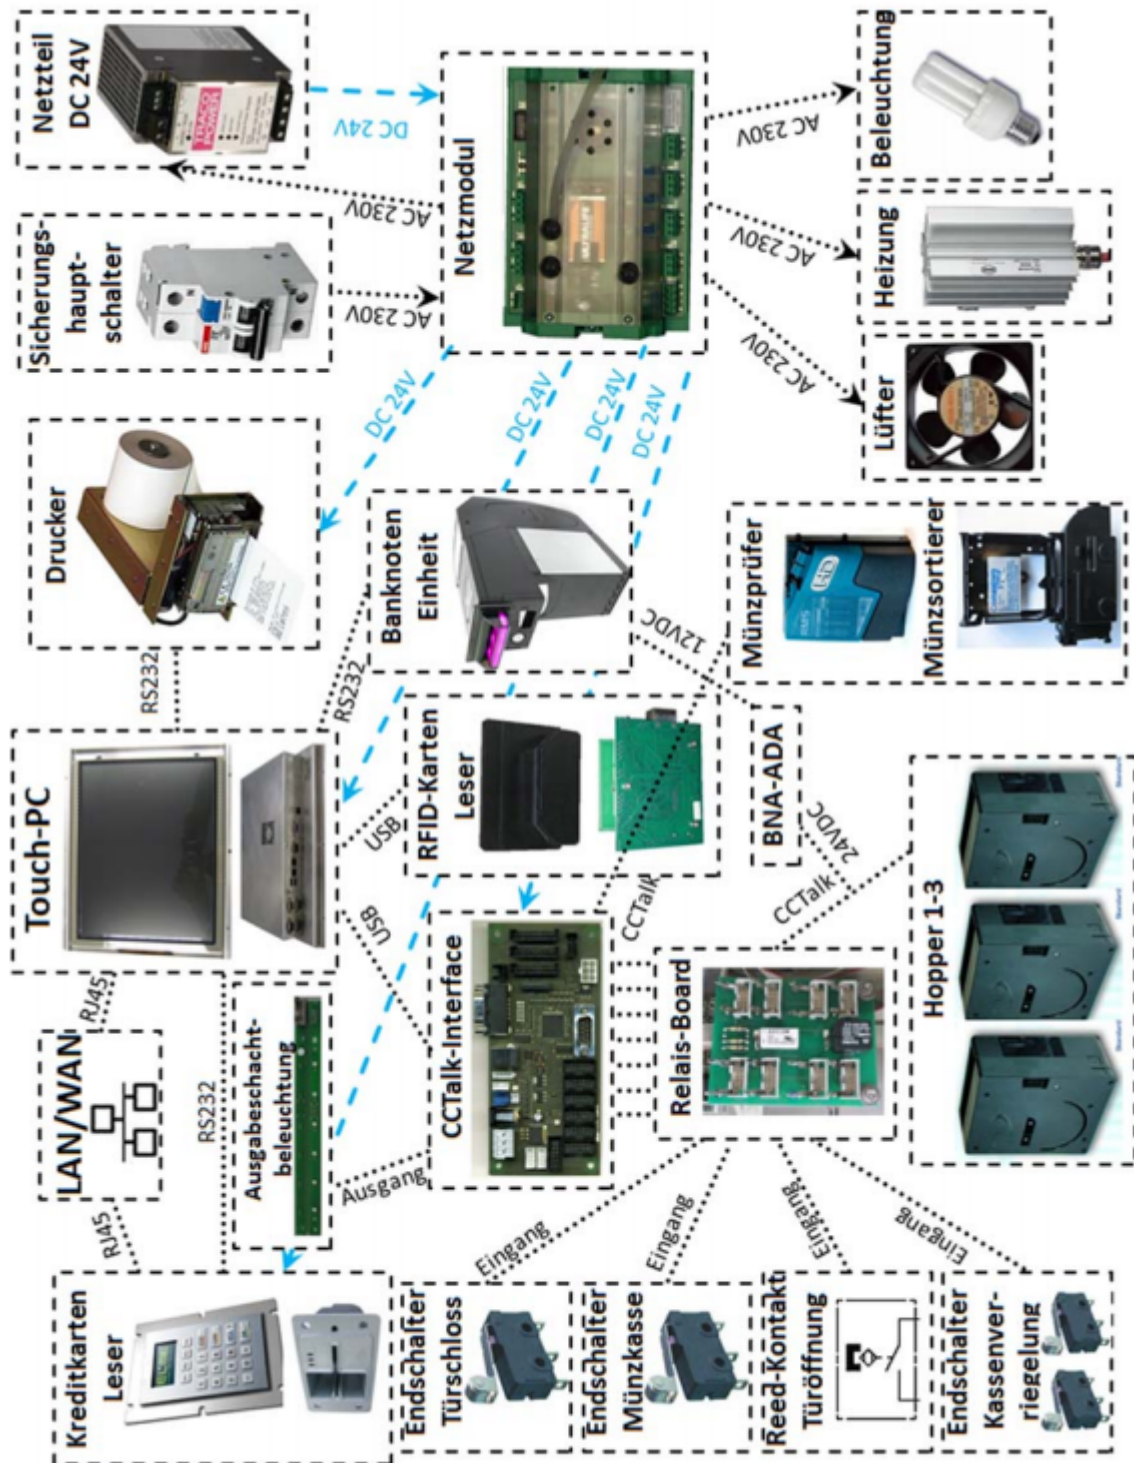 Netzteil
DC 24V
TRACO
POWER
DC 24V
AC 230V
Sicherungs-
haupt-
schalter
AC 230V
Netzmodul
AC 230V
Beleuchtung
AC 230V
Heizung
AC 230V
Lüfter
DC 24V
DC 24V
DC 24V
DC 24V
Drucker
RS232
Banknoten
Einheit
RS232
12VDC
Münzprüfer
Münzsortierer
Touch-PC
USB
USB
RFID-Karten
Leser
BNA-ADA
24VDC
CCTalk
CCTalk
Hopper 1-3
RJ45
LAN/WAN
RJ45
RS232
Ausgabeschacht-
beleuchtung
Ausgang
CCTalk-Interface
Relais-Board
Kreditkarten
Leser
Eingang
Endschalter
Türschloss
Eingang
Endschalter
Münzkasse
Eingang
Reed-Kontakt
Türöffnung
Eingang
Endschalter
Kassenver-
riegelung